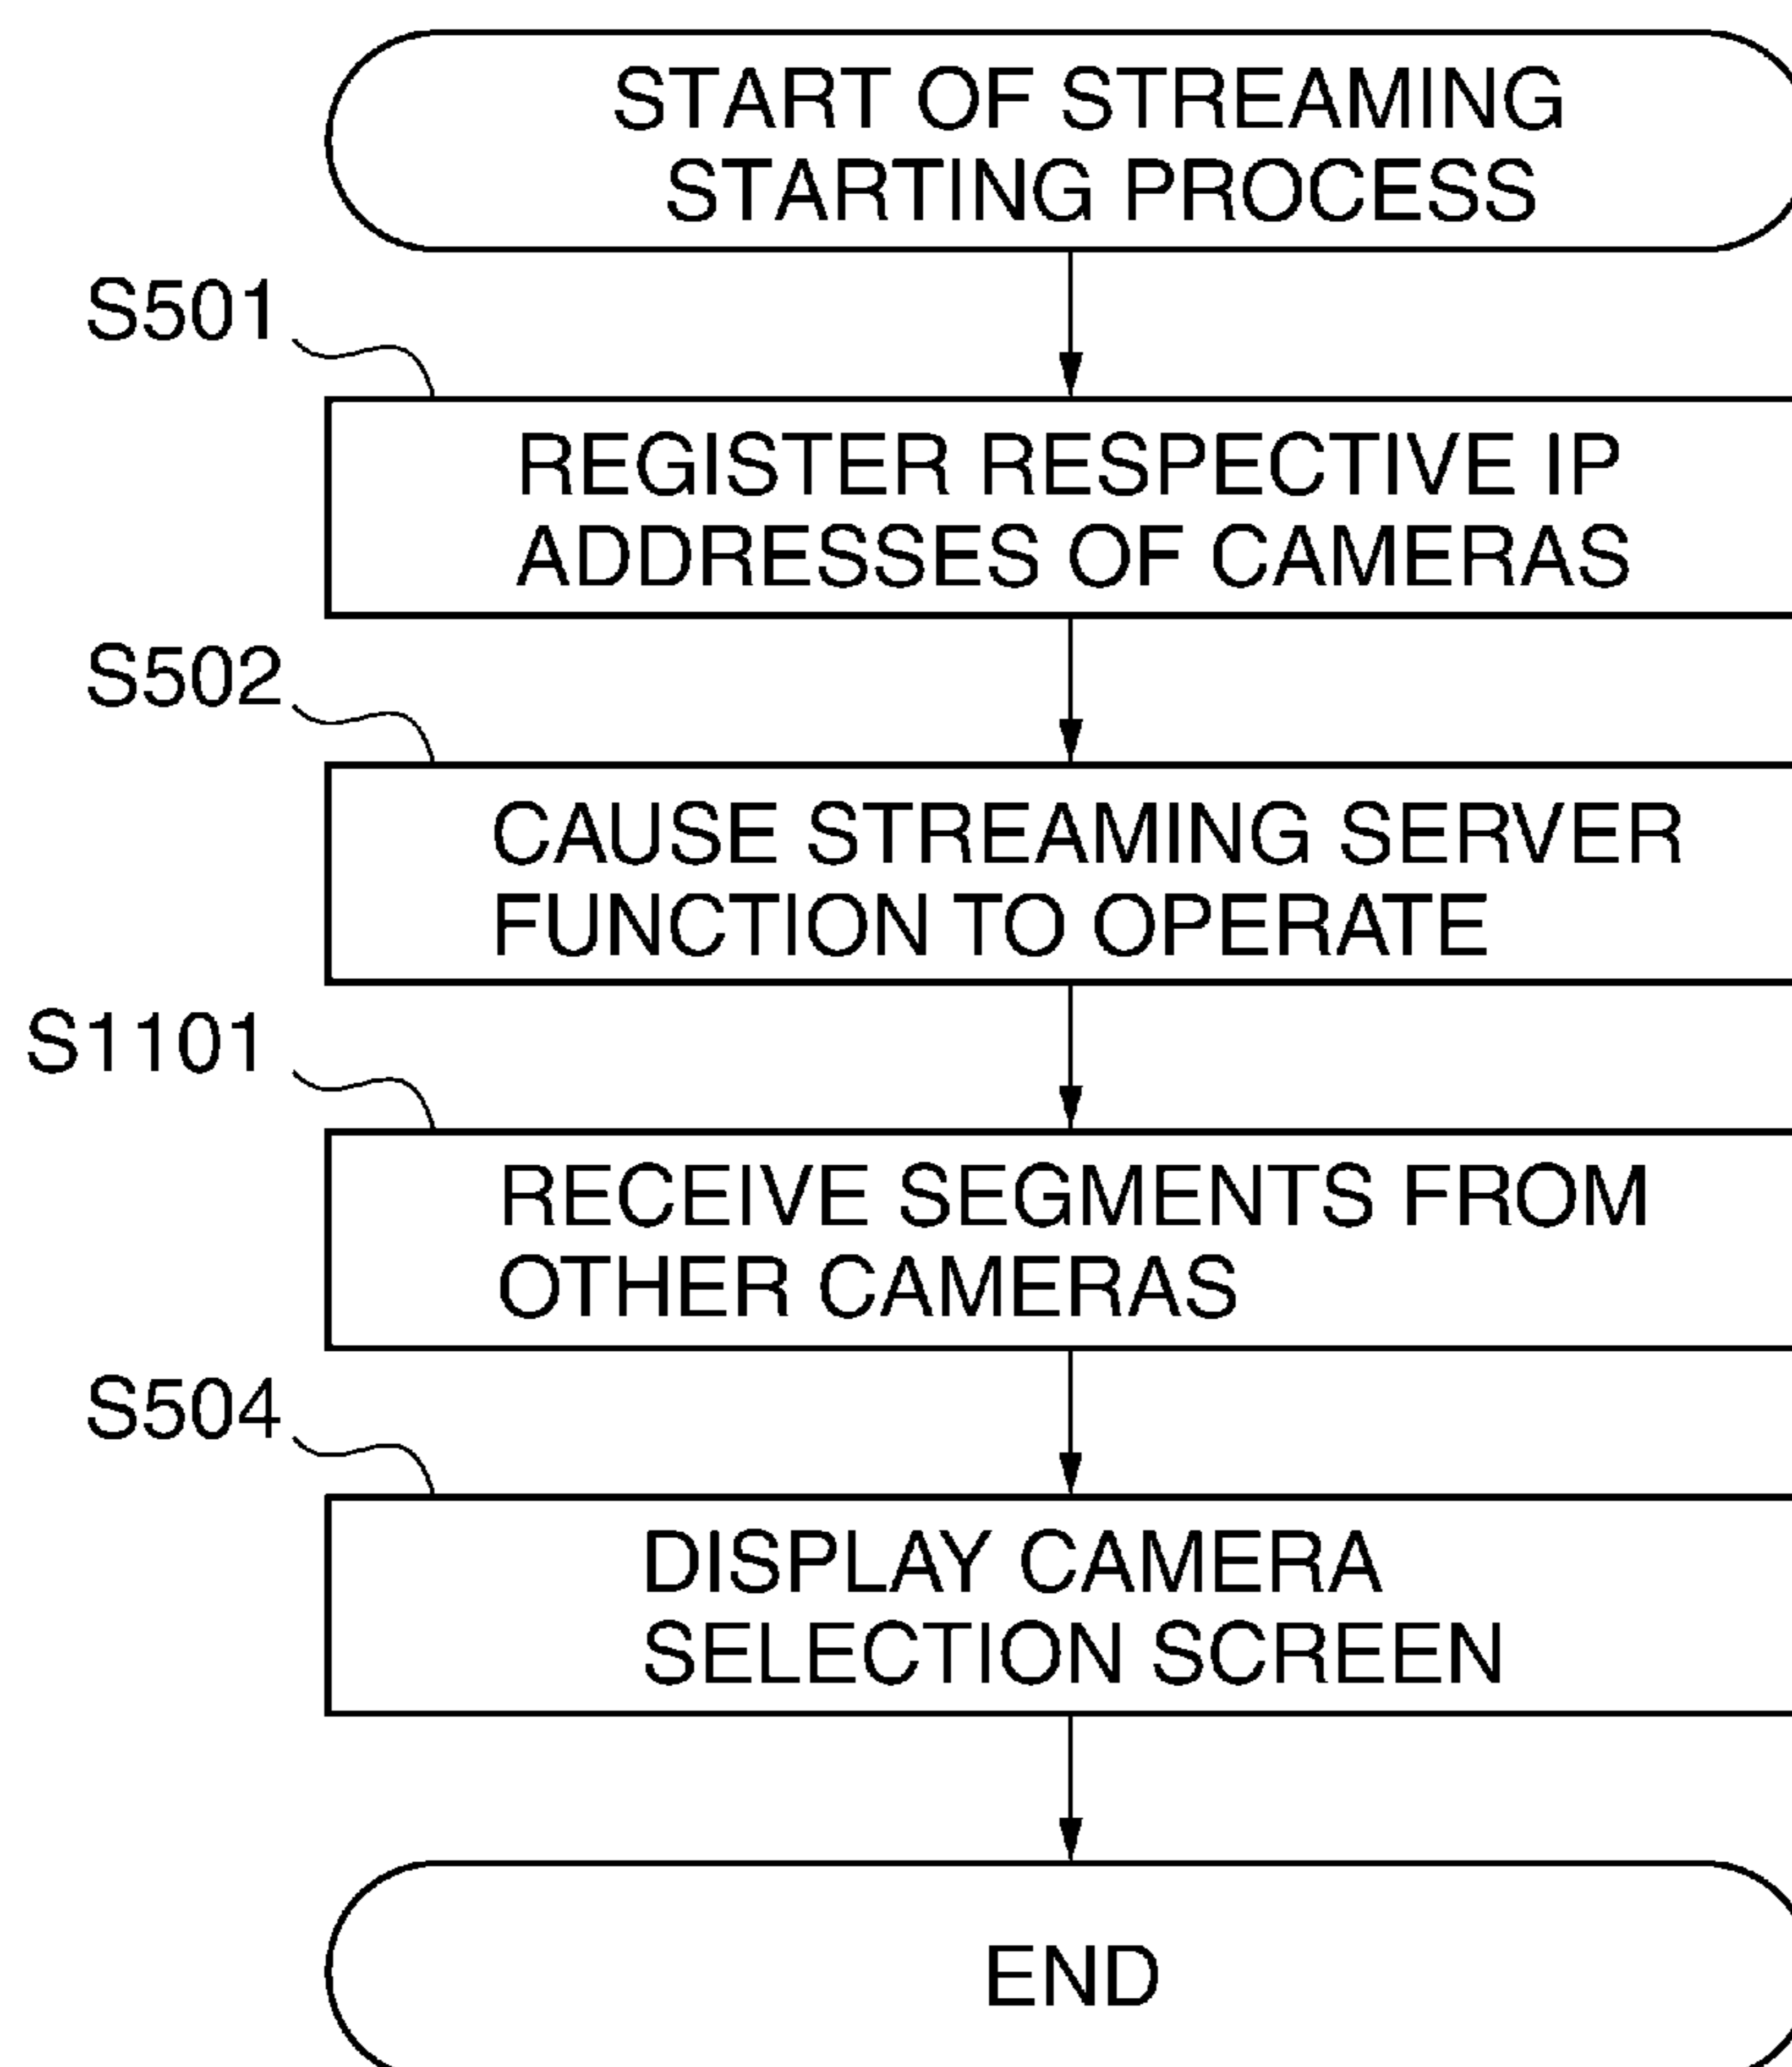 START OF STREAMING
STARTING PROCESS
S501
REGISTER RESPECTIVE IP
ADDRESSES OF CAMERAS
S502
CAUSE STREAMING SERVER
FUNCTION TO OPERATE
S1101
RECEIVE SEGMENTS FROM
OTHER CAMERAS
S504
DISPLAY CAMERA
SELECTION SCREEN
END